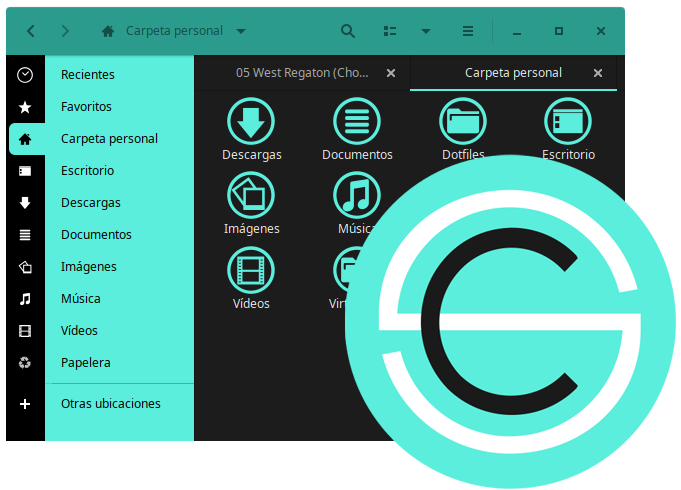 Carpeta personal
Recientes
Favoritos
Carpeta personal
Escritorio
Descargas
Documentos
Imágenes
Música
Vídeos
Papelera
Otras ubicaciones
05 West Regaton (Cho...
Carpeta personal
Descargas
Documentos
Dotfiles
Escritorio
Imágenes
Música
Vídeos